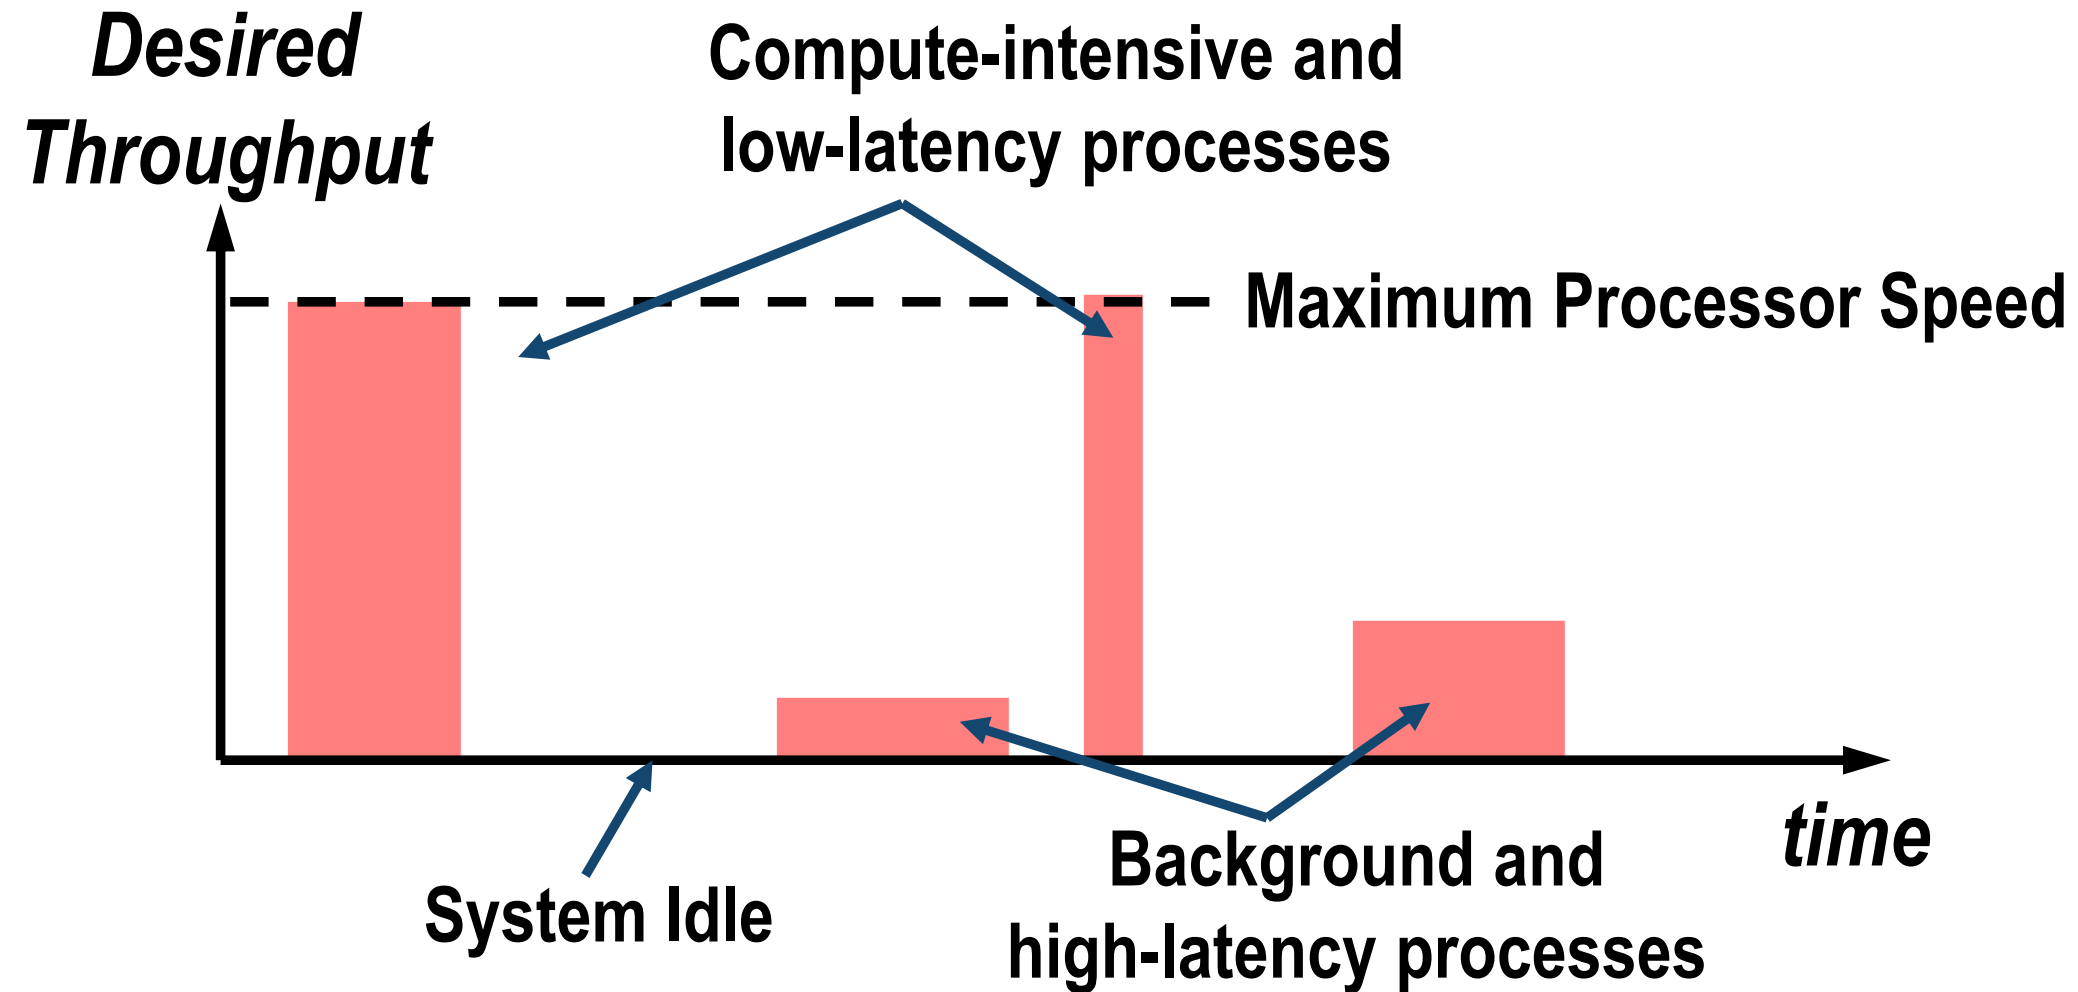 Desired
Throughput
Compute-intensive and
low-latency processes
Maximum Processor Speed
time
System Idle
Background and
high-latency processes